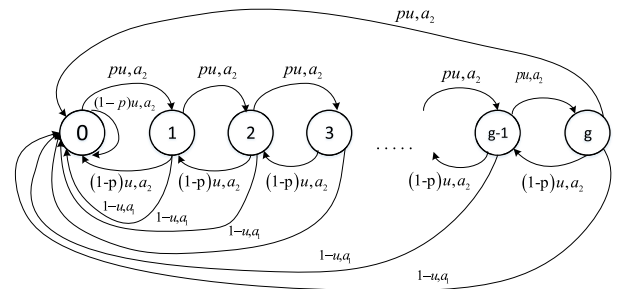 pu,a₂
pu,a₂ pu,a₂ pu,a₂ pu,a₂ pu,a₂
(1−p)u,a₂
0 1 2 3 ..... g-1 g
(1-p)u,a₂ (1-p)u,a₂ (1-p)u,a₂ (1-p)u,a₂ (1-p)u,a₂
1−u,a₁
1−u,a₁
1−u,a₁
1−u,a₁
1−u,a₁